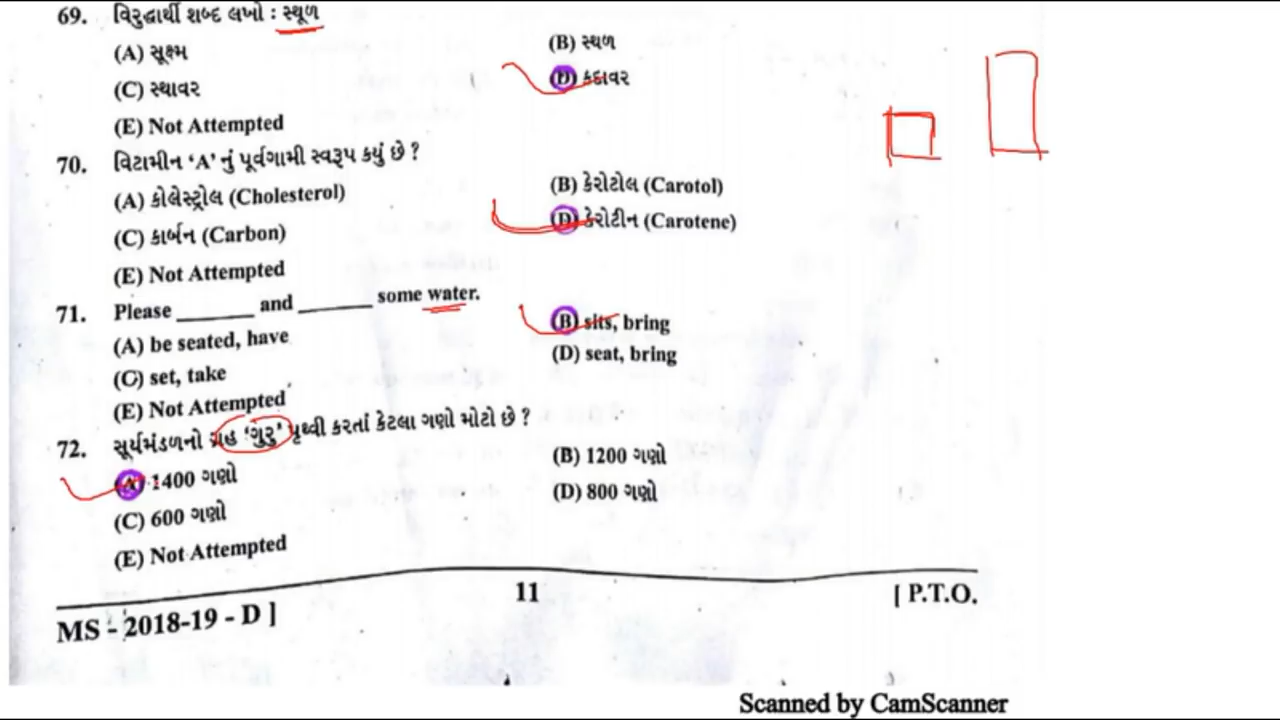 69. વિરુદ્ધાર્થી શબ્દ લખો : સ્થૂળ
(A) સૂક્ષ્મ (B) સ્થળ
(C) સ્થાવર (D) કદાવર
(E) Not Attempted
70. વિટામીન ‘A’ નું પૂર્વગામી સ્વરૂપ કયું છે ?
(A) કોલેસ્ટ્રોલ (Cholesterol) (B) કેરોટોલ (Carotol)
(C) કાર્બન (Carbon) (D) કેરોટીન (Carotene)
(E) Not Attempted
71. Please ________ and ________ some water.
(A) be seated, have (B) sits, bring
(C) set, take (D) seat, bring
(E) Not Attempted
72. સૂર્યમંડળનો ગ્રહ ‘ગુરુ’ પૃથ્વી કરતાં કેટલા ગણો મોટો છે ?
(A) 1400 ગણો (B) 1200 ગણો
(C) 600 ગણો (D) 800 ગણો
(E) Not Attempted
MS - 2018-19 - D ] 11 [ P.T.O.
Scanned by CamScanner